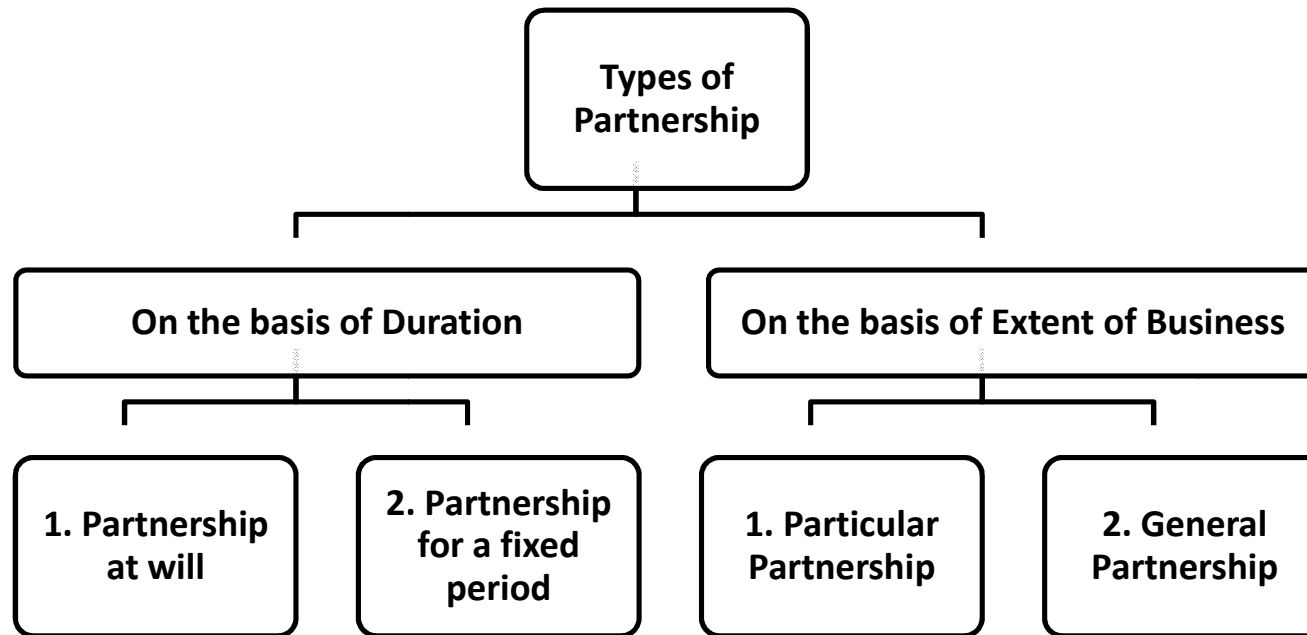 Types of
Partnership
On the basis of Duration
On the basis of Extent of Business
1. Partnership
at will
2. Partnership
for a fixed
period
1. Particular
Partnership
2. General
Partnership